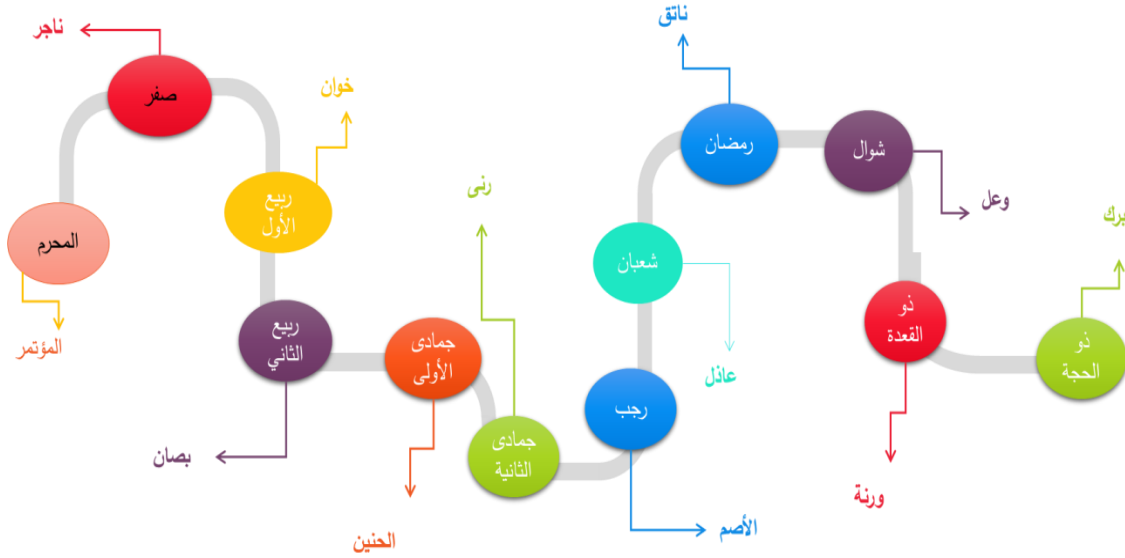 المحرم
المؤتمر
صفر
ناجر
ربيع
الأول
خوان
ربيع
الثاني
بصان
جمادى
الأولى
الحنين
جمادى
الثانية
رنى
رجب
الأصم
شعبان
عاذل
رمضان
ناتق
شوال
وعل
ذو
القعدة
ورنة
ذو
الحجة
برك